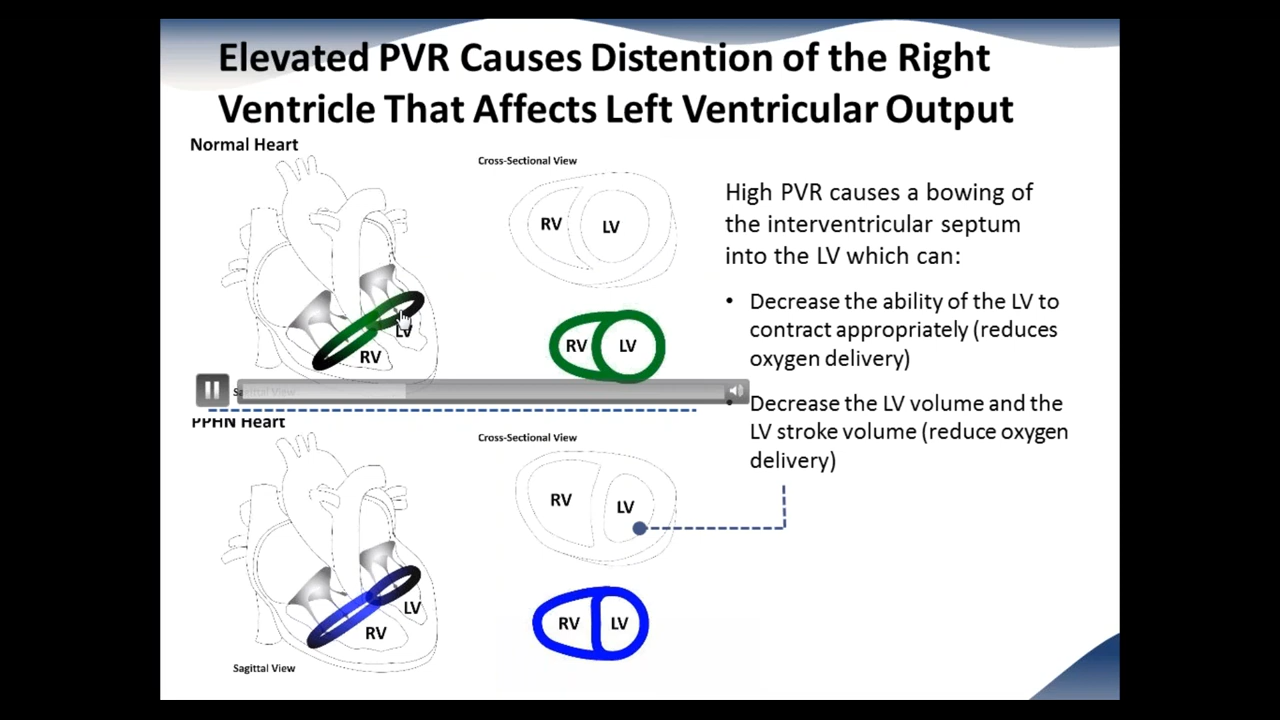 Elevated PVR Causes Distention of the Right
Ventricle That Affects Left Ventricular Output
Normal Heart
Cross-Sectional View
RV
LV
RV
LV
LV
RV
Sagittal View
High PVR causes a bowing of
the interventricular septum
into the LV which can:
• Decrease the ability of the LV to
contract appropriately (reduces
oxygen delivery)
• Decrease the LV volume and the
LV stroke volume (reduce oxygen
delivery)
PPHN Heart
Cross-Sectional View
RV
LV
RV
LV
LV
RV
Sagittal View